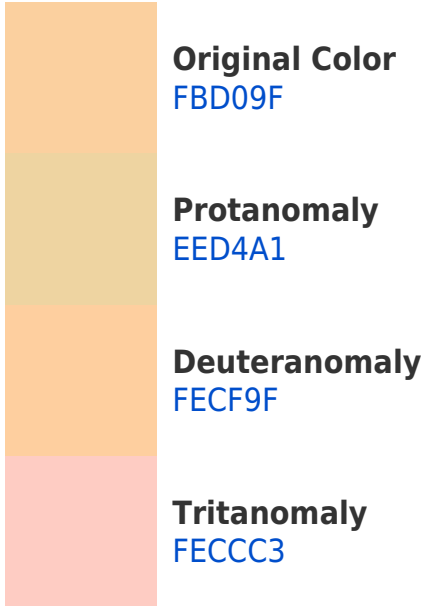 Original Color
FBD09F
Protanomaly
EED4A1
Deuteranomaly
FECF9F
Tritanomaly
FECCC3